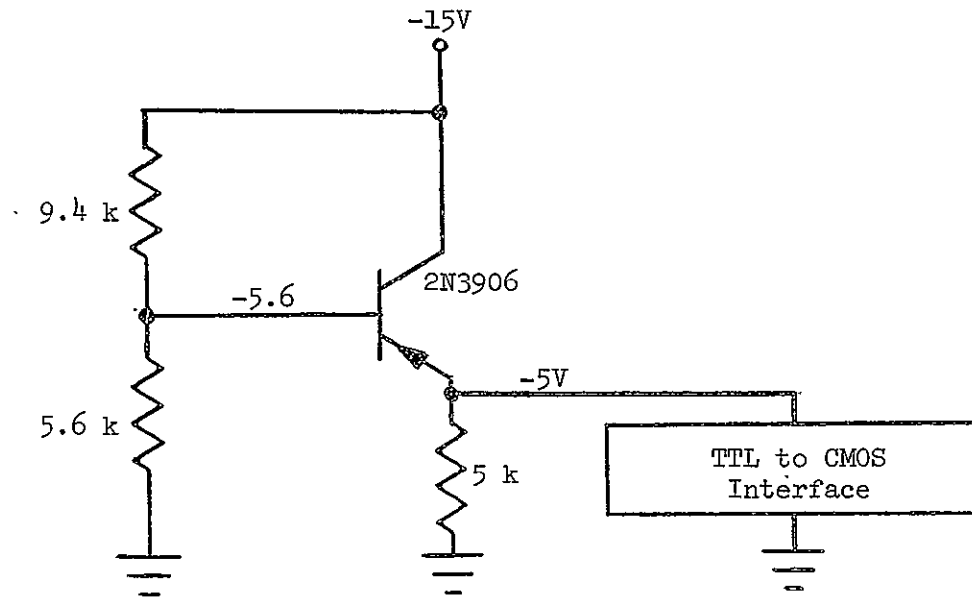 -15V
9.4 k
2N3906
-5.6
-5V
5.6 k
5 k
TTL to CMOS
Interface